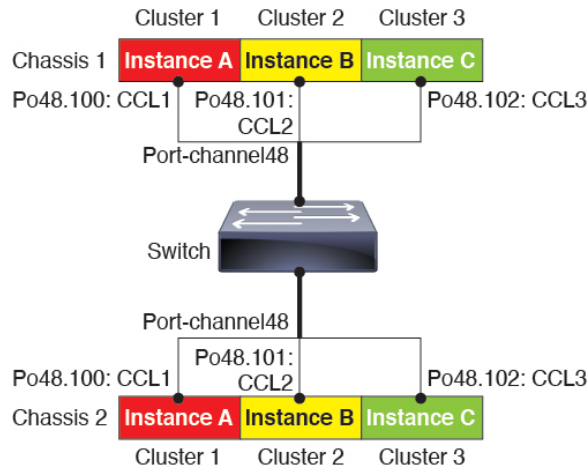 Cluster 1 Cluster 2 Cluster 3
Chassis 1 Instance A Instance B Instance C
Po48.100: CCL1 Po48.101: Po48.102: CCL3
CCL2
Port-channel48
Switch
Port-channel48
Po48.101:
Po48.100: CCL1 CCL2 Po48.102: CCL3
Chassis 2 Instance A Instance B Instance C
Cluster 1 Cluster 2 Cluster 3